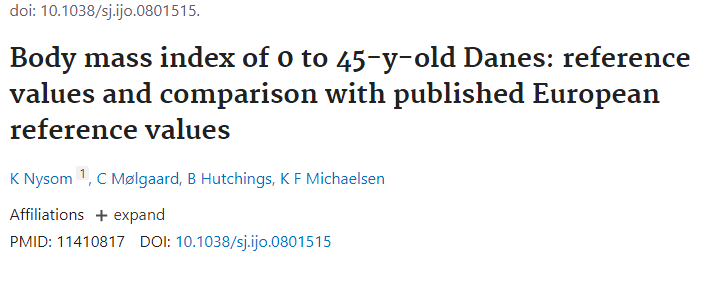 doi: 10.1038/sj.ijo.0801515.
Body mass index of 0 to 45-y-old Danes: reference
values and comparison with published European
reference values
K Nysom 1, C Mølgaard, B Hutchings, K F Michaelsen
Affiliations + expand
PMID: 11410817 DOI: 10.1038/sj.ijo.0801515